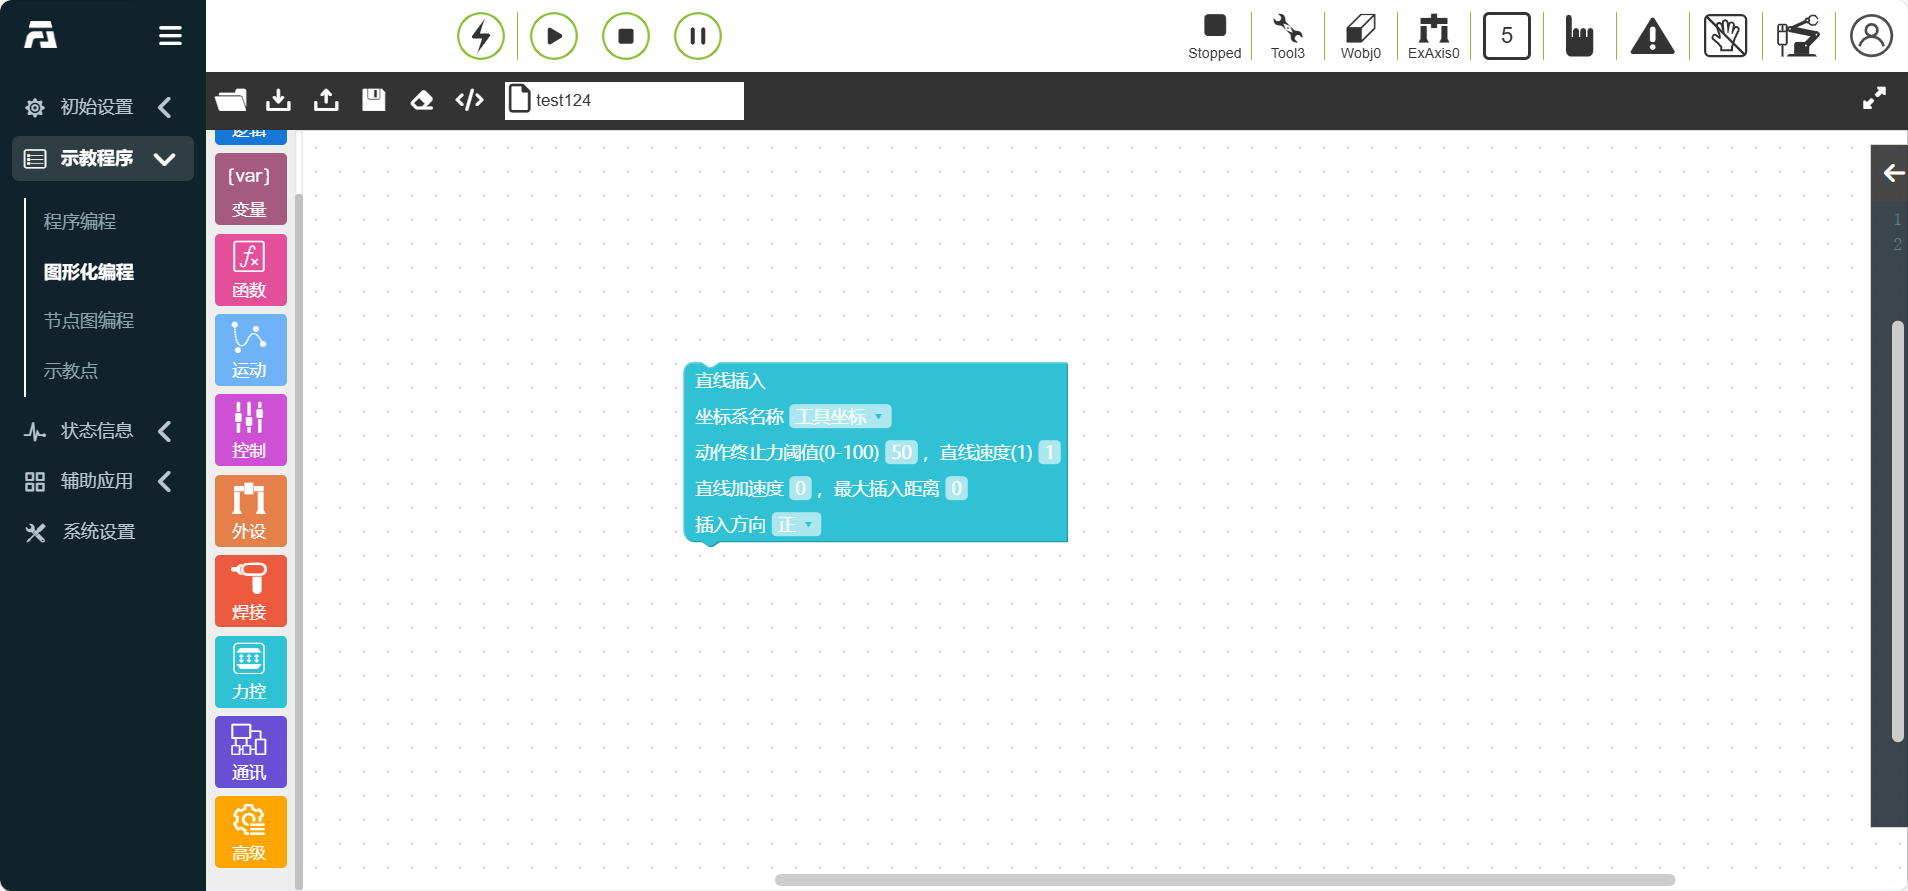 Stopped
Tool3
Wobj0
ExAxis0
5
初始设置
示教程序
程序编程
图形化编程
节点图编程
示教点
状态信息
辅助应用
系统设置
test124
逻辑
{var}
变量
函数
运动
控制
外设
焊接
力控
通讯
高级
直线插入
坐标系名称 工具坐标
动作终止力阈值(0-100) 50 ，直线速度(1) 1
直线加速度 0 ，最大插入距离 0
插入方向 正
1
2